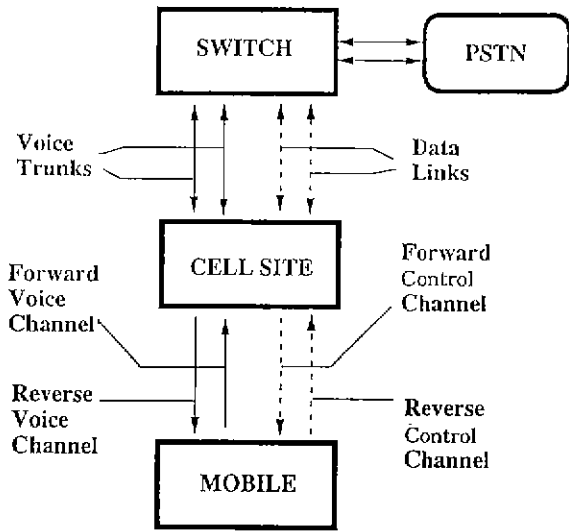 SWITCH
PSTN
Voice
Trunks
Data
Links
CELL SITE
Forward
Voice
Channel
Forward
Control
Channel
Reverse
Voice
Channel
Reverse
Control
Channel
MOBILE